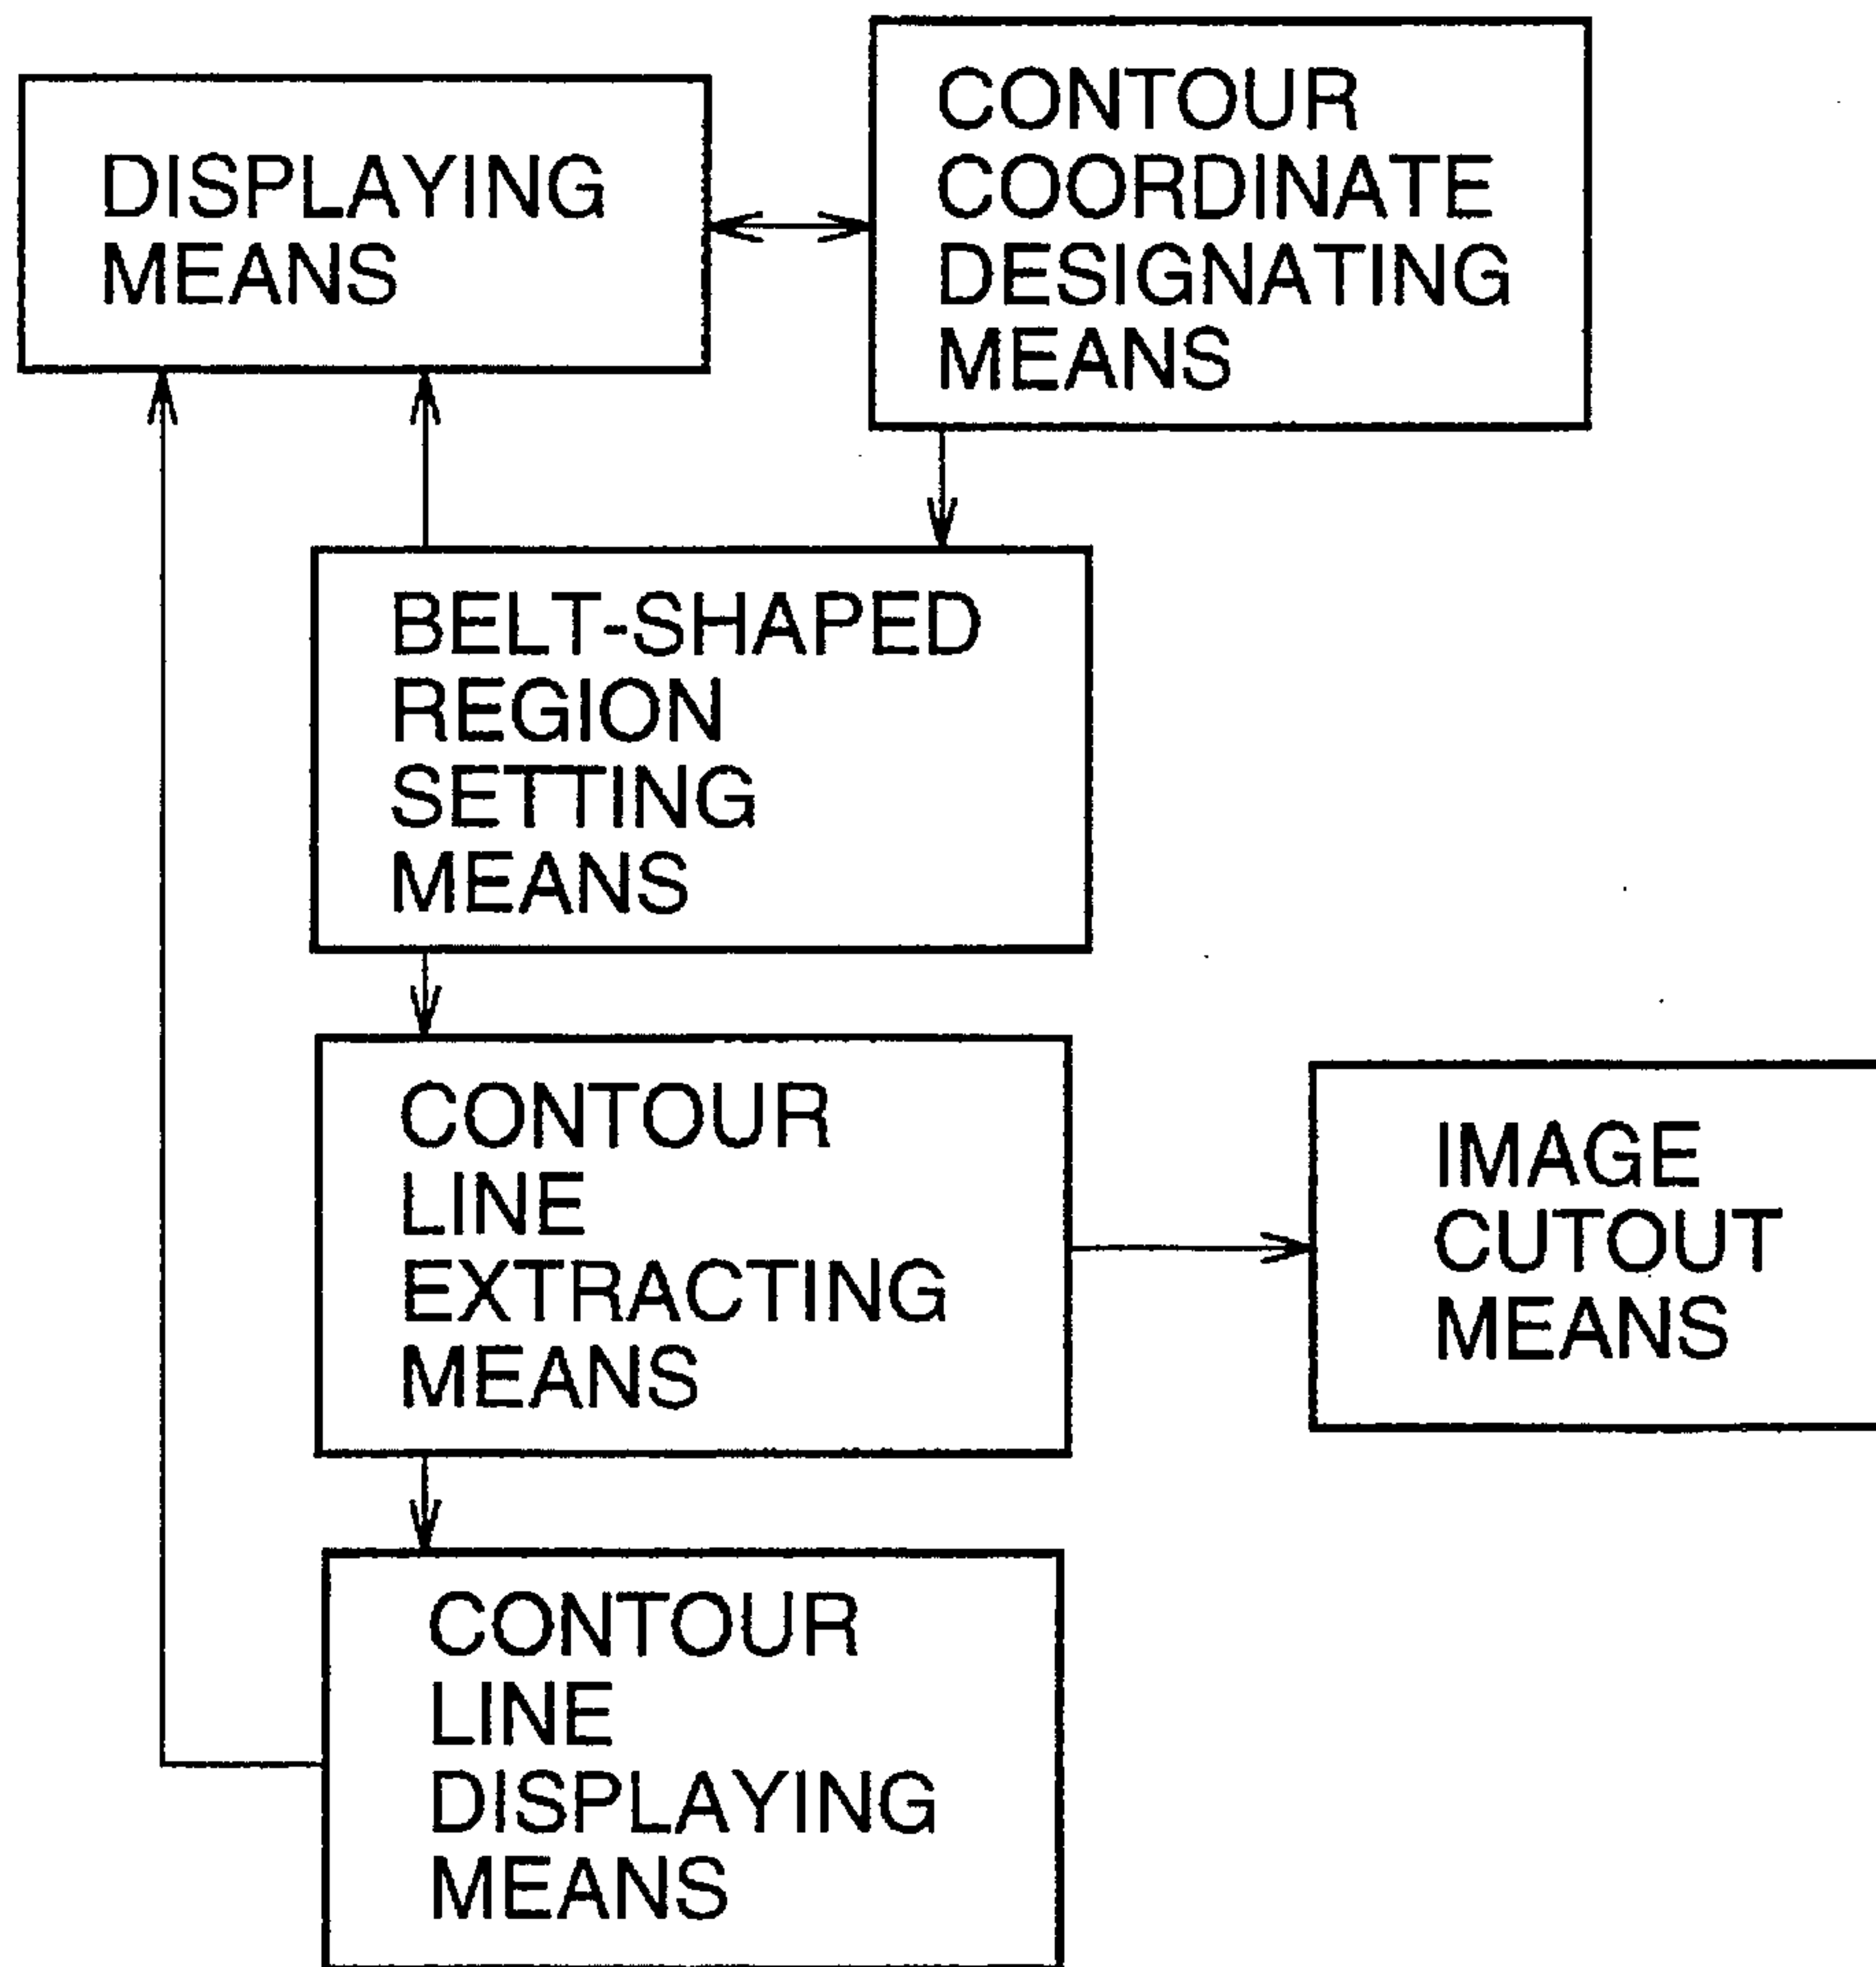 DISPLAYING
MEANS
CONTOUR
COORDINATE
DESIGNATING
MEANS
BELT-SHAPED
REGION
SETTING
MEANS
CONTOUR
LINE
EXTRACTING
MEANS
IMAGE
CUTOUT
MEANS
CONTOUR
LINE
DISPLAYING
MEANS